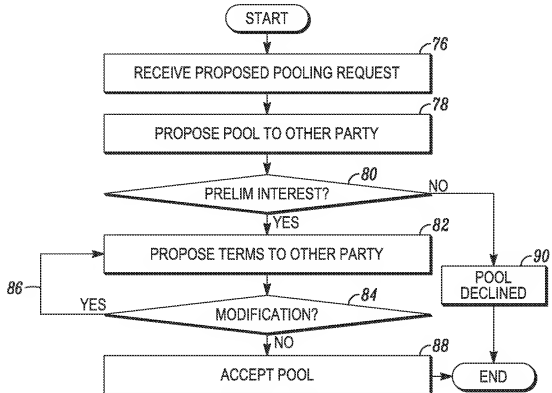 START
76
RECEIVE PROPOSED POOLING REQUEST
78
PROPOSE POOL TO OTHER PARTY
80
PRELIM INTEREST?
NO
YES
82
PROPOSE TERMS TO OTHER PARTY
90
POOL
DECLINED
86
YES
84
MODIFICATION?
NO
88
ACCEPT POOL
END